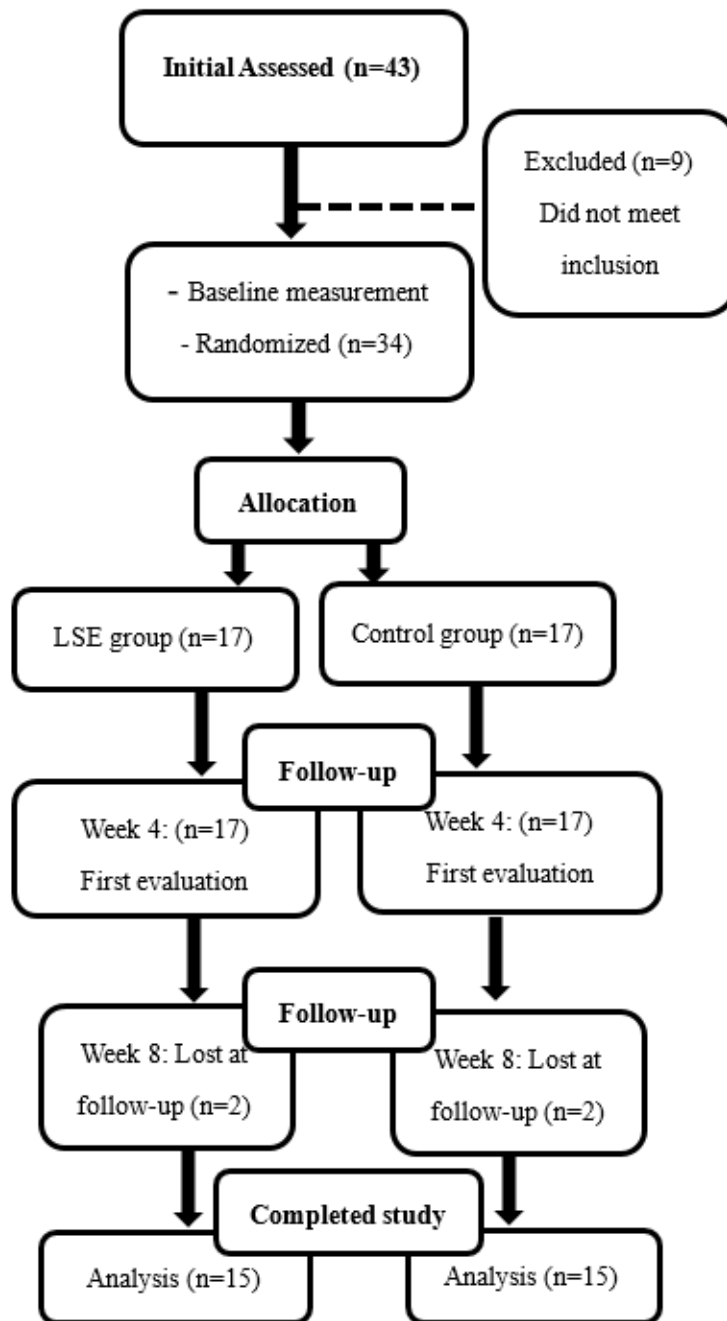 Initial Assessed (n=43)
Excluded (n=9)
Did not meet
inclusion
- Baseline measurement
- Randomized (n=34)
Allocation
LSE group (n=17)
Control group (n=17)
Follow-up
Week 4: (n=17)
First evaluation
Week 4: (n=17)
First evaluation
Follow-up
Week 8: Lost at
follow-up (n=2)
Week 8: Lost at
follow-up (n=2)
Completed study
Analysis (n=15)
Analysis (n=15)